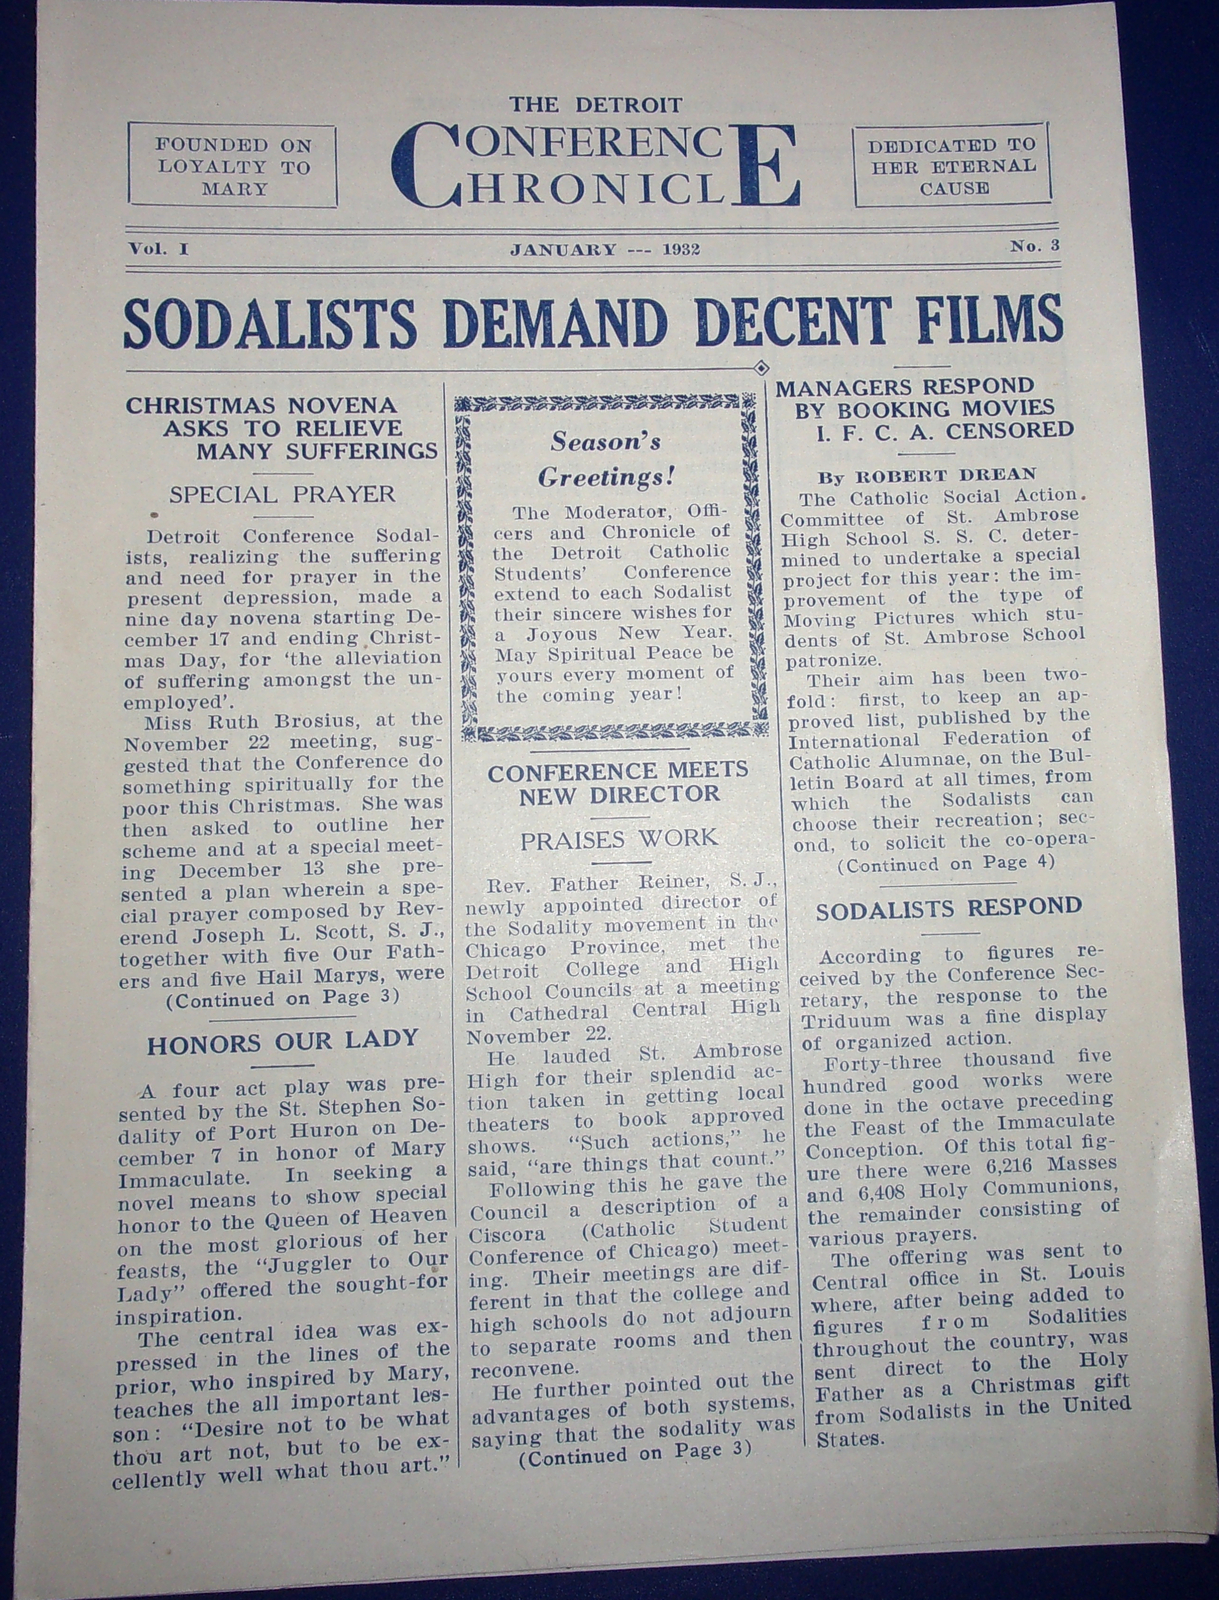 THE DETROIT
CONFERENCE
CHRONICLE
FOUNDED ON
LOYALTY TO
MARY
DEDICATED TO
HER ETERNAL
CAUSE
Vol. I
JANUARY --- 1932
No. 3
SODALISTS DEMAND DECENT FILMS
CHRISTMAS NOVENA
ASKS TO RELIEVE
MANY SUFFERINGS
SPECIAL PRAYER
Detroit Conference Sodal-
ists, realizing the suffering
and need for prayer in the
present depression, made a
nine day novena starting De-
cember 17 and ending Christ-
mas Day, for 'the alleviation
of suffering amongst the un-
employed'.
Miss Ruth Brosius, at the
November 22 meeting, sug-
gested that the Conference do
something spiritually for the
poor this Christmas. She was
then asked to outline her
scheme and at a special meet-
ing December 13 she pre-
sented a plan wherein a spe-
cial prayer composed by Rev-
erend Joseph L. Scott, S. J.,
together with five Our Fath-
ers and five Hail Marys, were
(Continued on Page 3)
HONORS OUR LADY
A four act play was pre-
sented by the St. Stephen So-
dality of Port Huron on De-
cember 7 in honor of Mary
Immaculate. In seeking a
novel means to show special
honor to the Queen of Heaven
on the most glorious of her
feasts, the "Juggler to Our
Lady" offered the sought-for
inspiration.
The central idea was ex-
pressed in the lines of the
prior, who inspired by Mary,
teaches the all important les-
son: "Desire not to be what
thou art not, but to be ex-
cellently well what thou art."
Season's
Greetings!
The Moderator, Offi-
cers and Chronicle of
the Detroit Catholic
Students' Conference
extend to each Sodalist
their sincere wishes for
a Joyous New Year.
May Spiritual Peace be
yours every moment of
the coming year!
CONFERENCE MEETS
NEW DIRECTOR
PRAISES WORK
Rev. Father Reiner, S. J.,
newly appointed director of
the Sodality movement in the
Chicago Province, met the
Detroit College and High
School Councils at a meeting
in Cathedral Central High
November 22.
He lauded St. Ambrose
High for their splendid ac-
tion taken in getting local
theaters to book approved
shows. "Such actions," he
said, "are things that count."
Following this he gave the
Council a description of a
Ciscora (Catholic Student
Conference of Chicago) meet-
ing. Their meetings are dif-
ferent in that the college and
high schools do not adjourn
to separate rooms and then
reconvene.
He further pointed out the
advantages of both systems,
saying that the sodality was
(Continued on Page 3)
MANAGERS RESPOND
BY BOOKING MOVIES
I. F. C. A. CENSORED
By ROBERT DREAN
The Catholic Social Action
Committee of St. Ambrose
High School S. S. C. deter-
mined to undertake a special
project for this year: the im-
provement of the type of
Moving Pictures which stu-
dents of St. Ambrose School
patronize.
Their aim has been two-
fold: first, to keep an ap-
proved list, published by the
International Federation of
Catholic Alumnae, on the Bul-
letin Board at all times, from
which the Sodalists can
choose their recreation; sec-
ond, to solicit the co-opera-
(Continued on Page 4)
SODALISTS RESPOND
According to figures re-
ceived by the Conference Sec-
retary, the response to the
Triduum was a fine display
of organized action.
Forty-three thousand five
hundred good works were
done in the octave preceding
the Feast of the Immaculate
Conception. Of this total fig-
ure there were 6,216 Masses
and 6,408 Holy Communions,
the remainder consisting of
various prayers.
The offering was sent to
Central office in St. Louis
where, after being added to
figures from Sodalities
throughout the country, was
sent direct to the Holy
Father as a Christmas gift
from Sodalists in the United
States.